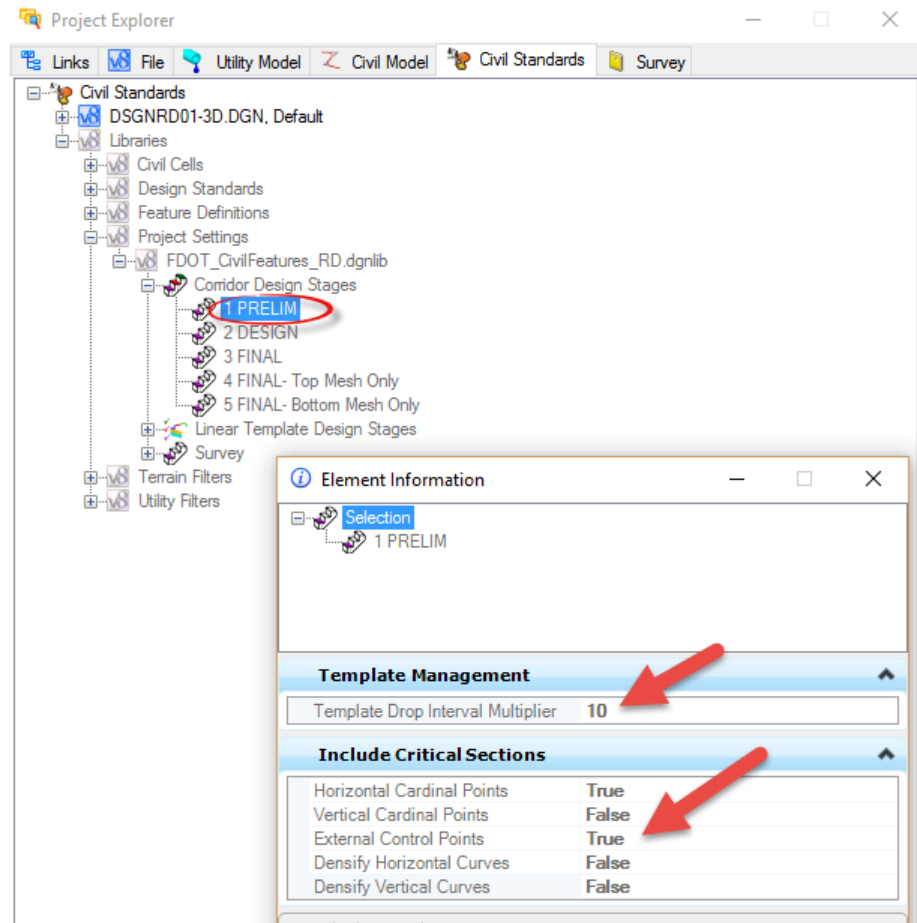 Project Explorer
Links File Utility Model Civil Model Civil Standards Survey
Civil Standards
DSGNRD01-3D.DGN, Default
Libraries
Civil Cells
Design Standards
Feature Definitions
Project Settings
FDOT_CivilFeatures_RD.dgnlib
Corridor Design Stages
1 PRELIM
2 DESIGN
3 FINAL
4 FINAL- Top Mesh Only
5 FINAL- Bottom Mesh Only
Linear Template Design Stages
Survey
Terrain Filters
Utility Filters
Element Information
Selection
1 PRELIM
Template Management
Template Drop Interval Multiplier 10
Include Critical Sections
Horizontal Cardinal Points True
Vertical Cardinal Points False
External Control Points True
Densify Horizontal Curves False
Densify Vertical Curves False